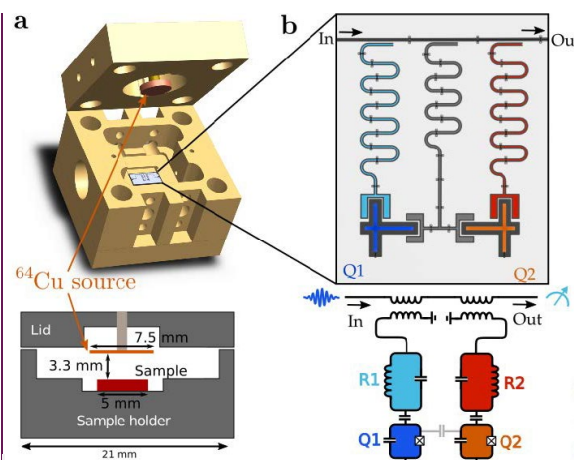 a
b
In
Ou
Q1
Q2
64Cu source
Lid
7.5 mm
3.3 mm
Sample
5 mm
Sample holder
21 mm
In
Out
R1
R2
Q1
Q2